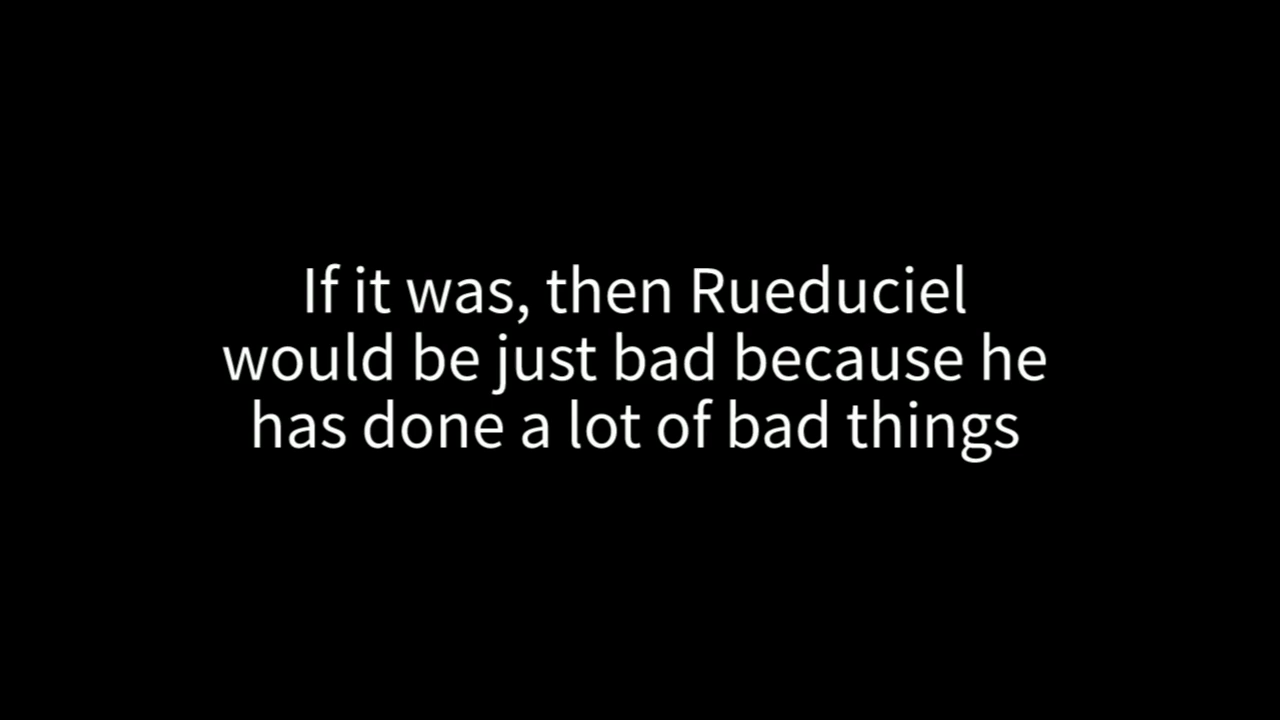 If it was, then Rueduciel
would be just bad because he
has done a lot of bad things